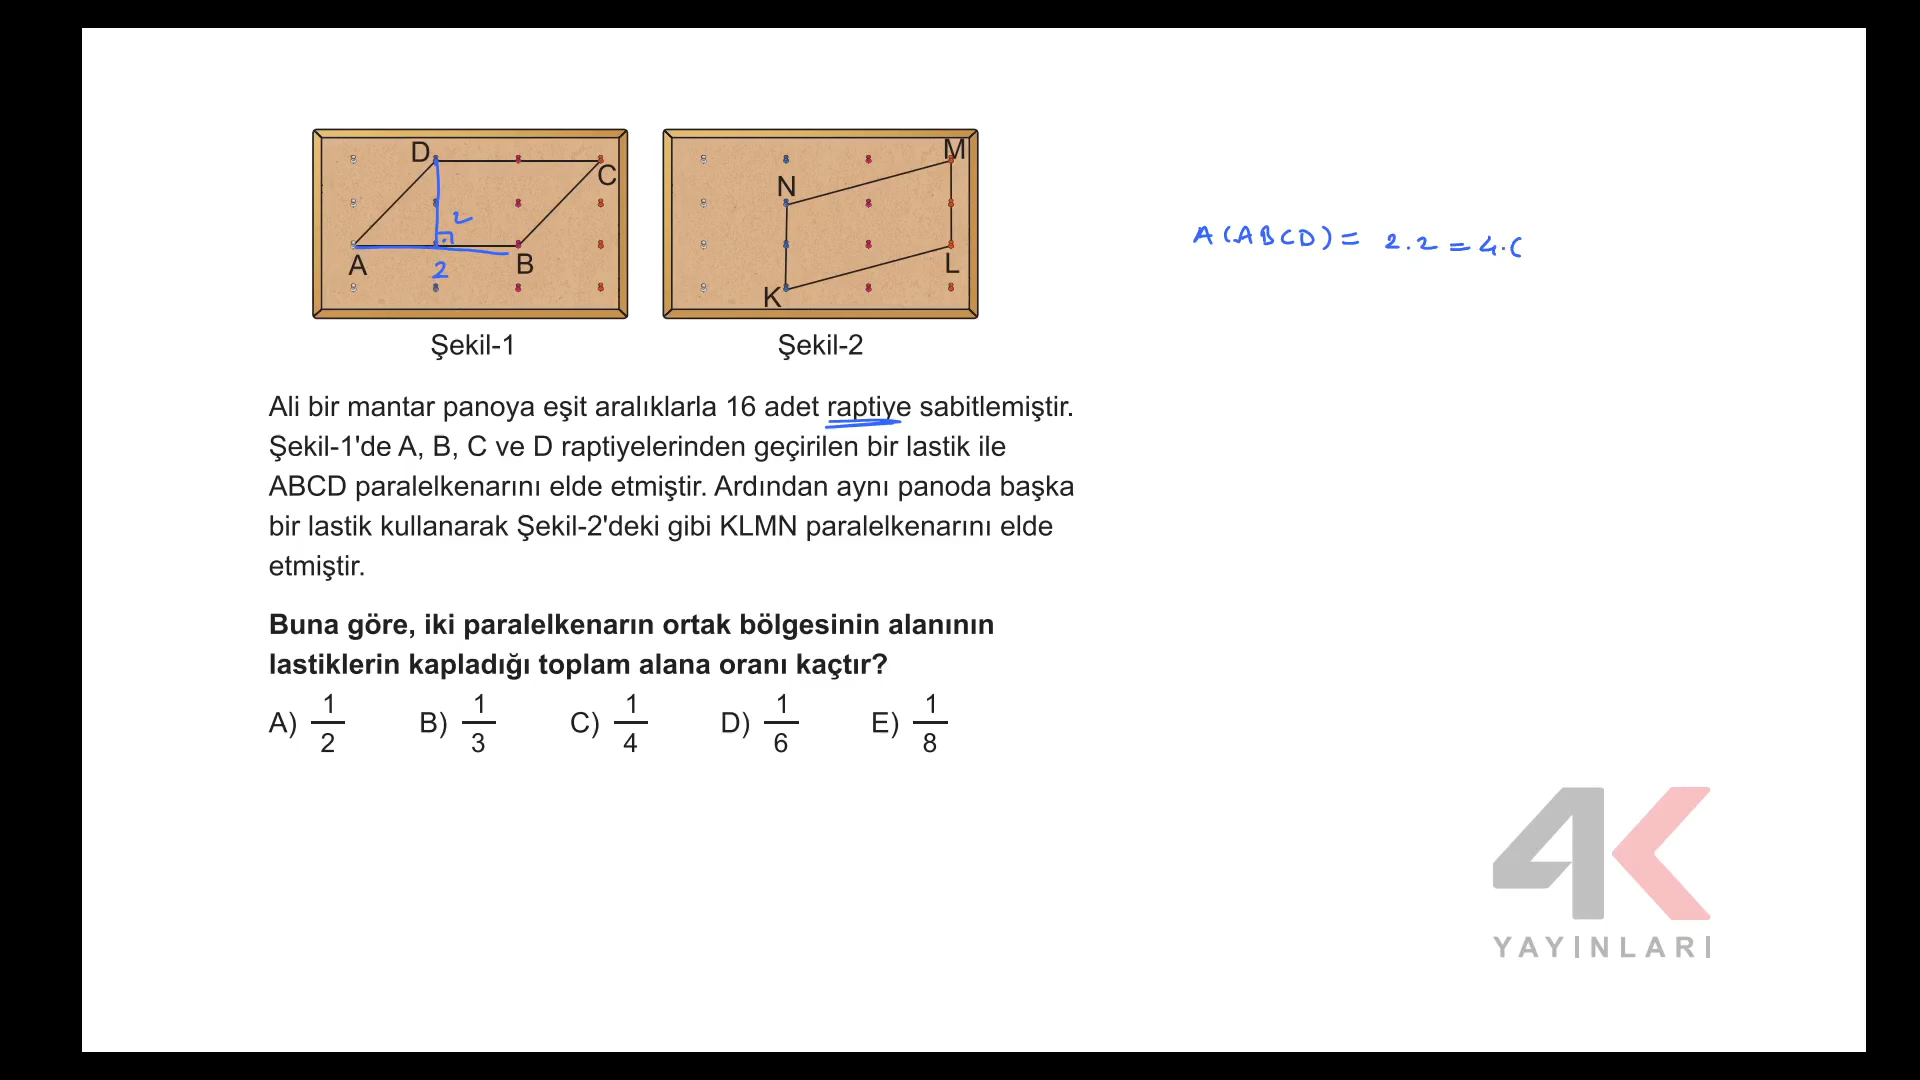 D
C
2
A
2
B
M
N
L
K
A(ABCD) = 2.2 = 4.(
Şekil-1
Şekil-2
Ali bir mantar panoya eşit aralıklarla 16 adet raptiye sabitlemiştir.
Şekil-1'de A, B, C ve D raptiyelerinden geçirilen bir lastik ile
ABCD paralelkenarını elde etmiştir. Ardından aynı panoda başka
bir lastik kullanarak Şekil-2'deki gibi KLMN paralelkenarını elde
etmiştir.
Buna göre, iki paralelkenarın ortak bölgesinin alanının
lastiklerin kapladığı toplam alana oranı kaçtır?
A) 1/2 B) 1/3 C) 1/4 D) 1/6 E) 1/8
4K
YAYINLARI